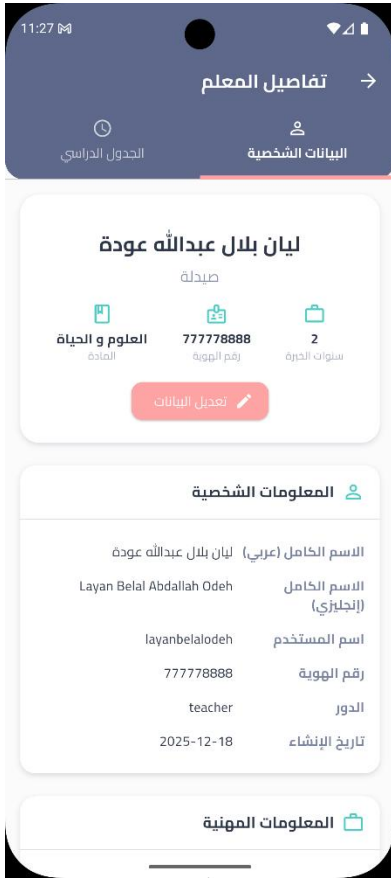 11:27
تفاصيل المعلم
البيانات الشخصية
الجدول الدراسي
ليان بلال عبدالله عودة
صيدلة
2
سنوات الخبرة
777778888
رقم الهوية
العلوم و الحياة
المادة
تعديل البيانات
المعلومات الشخصية
الاسم الكامل (عربي) ليان بلال عبدالله عودة
الاسم الكامل (إنجليزي) Layan Belal Abdallah Odeh
اسم المستخدم layanbelalodeh
رقم الهوية 777778888
الدور teacher
تاريخ الإنشاء 2025-12-18
المعلومات المهنية